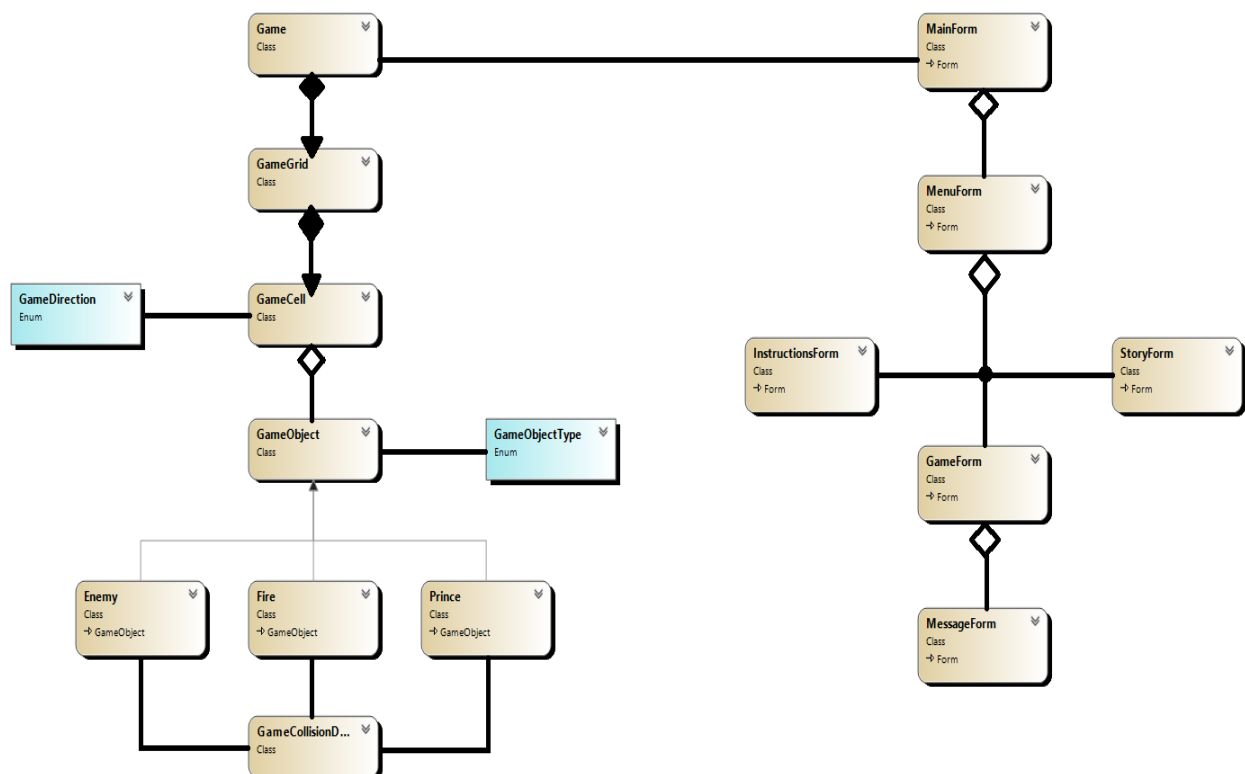 Game
Class
MainForm
Class
Form
GameGrid
Class
MenuForm
Class
Form
GameDirection
Enum
GameCell
Class
InstructionsForm
Class
Form
StoryForm
Class
Form
GameObject
Class
GameObjectType
Enum
GameForm
Class
Form
Enemy
Class
GameObject
Fire
Class
GameObject
Prince
Class
GameObject
MessageForm
Class
Form
GameCollisionD...
Class